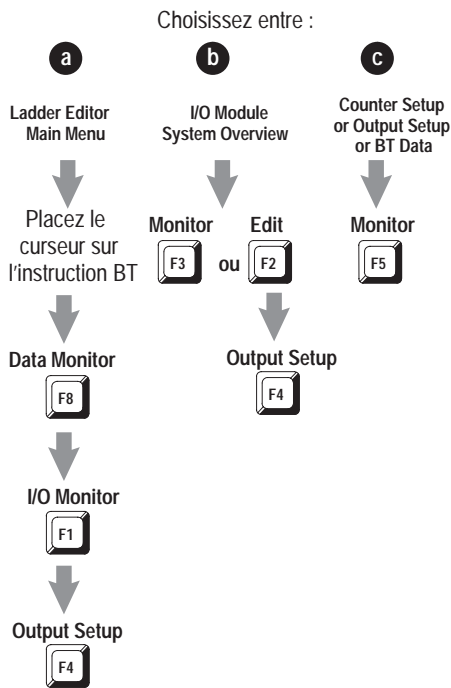 Choisissez entre :
a
Ladder Editor
Main Menu
Placez le
curseur sur
l'instruction BT
Data Monitor
F8
I/O Monitor
F1
Output Setup
F4
b
I/O Module
System Overview
Monitor
F3
ou
Edit
F2
Output Setup
F4
c
Counter Setup
or Output Setup
or BT Data
Monitor
F5